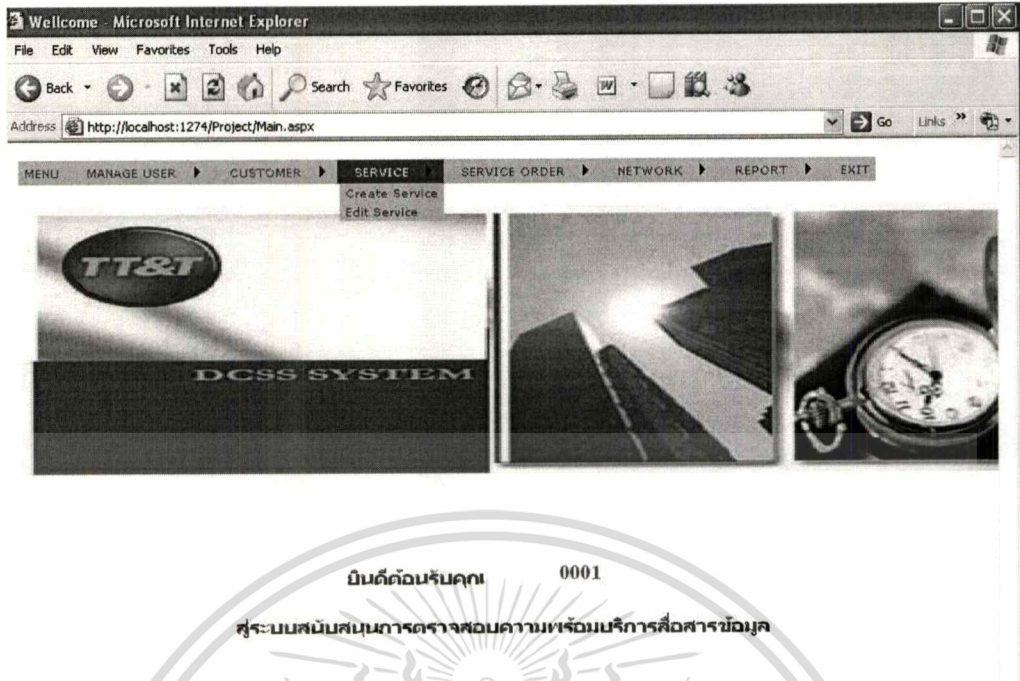 Wellcome - Microsoft Internet Explorer
File Edit View Favorites Tools Help
Back Search Favorites
Address http://localhost:1274/Project/Main.aspx Go Links
MENU MANAGE USER CUSTOMER SERVICE SERVICE ORDER NETWORK REPORT EXIT
Create Service
Edit Service
TT&T
DCSS SYSTEM
ยินดีต้อนรับคุณ 0001
สู่ระบบสนับสนุนการตรวจสอบความพร้อมบริการสื่อสารข้อมูล